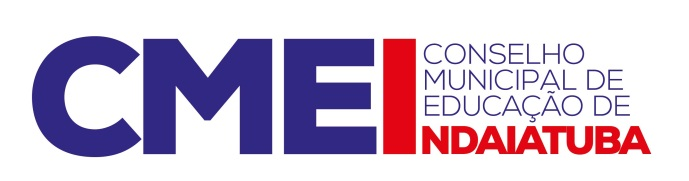 CMEI
CONSELHO
MUNICIPAL DE
EDUCAÇÃO DE
NDAIATUBA